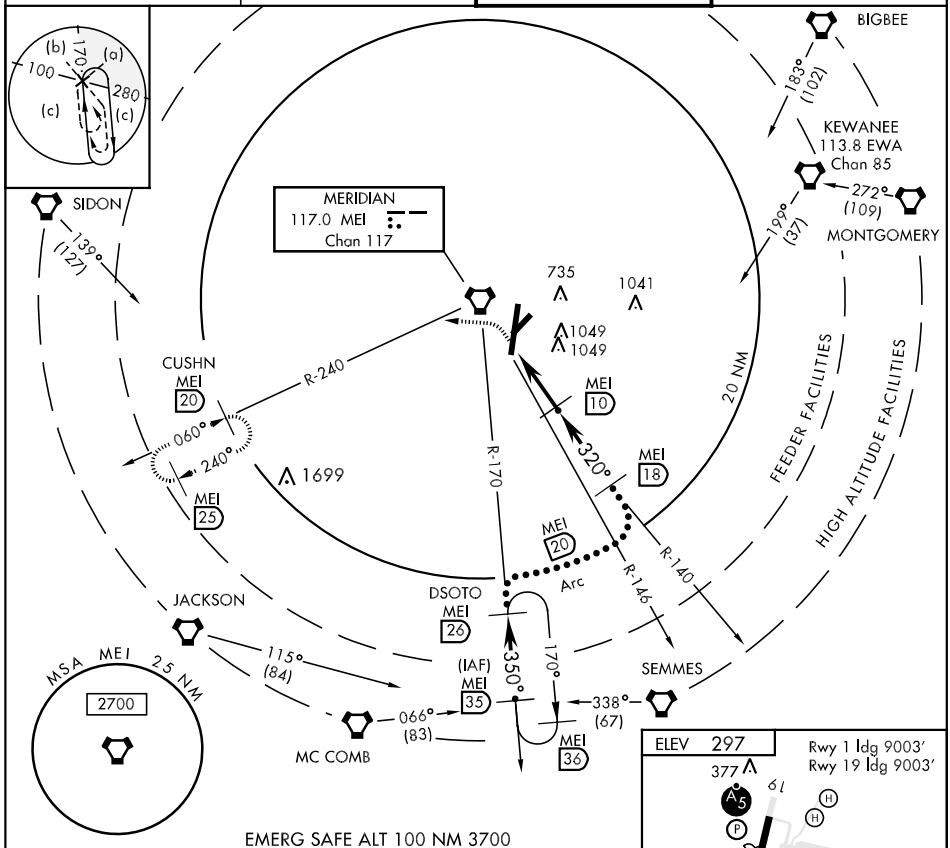 (b)
170
(a)
100
280
(c)
(c)
BIGBEE
183°
(102)
KEWANEE
113.8 EWA
Chan 85
272°
(109)
MONTGOMERY
199°
(37)
SIDON
139°
(127)
MERIDIAN
117.0 MEI
Chan 117
735
1041
1049
1049
CUSHN
MEI
20
R-240
060°
240°
MEI
25
1699
MEI
10
20 NM
R-170
320°
MEI
18
FEEDER FACILITIES
HIGH ALTITUDE FACILITIES
MEI
20
Arc
R-146
R-140
DSOTO
MEI
26
JACKSON
115°
(84)
350°
170°
(IAF)
MEI
35
SEMMES
338°
(67)
MSA MEI 25 NM
2700
066°
(83)
MC COMB
MEI
36
EMERG SAFE ALT 100 NM 3700
ELEV 297
Rwy 1 ldg 9003'
Rwy 19 ldg 9003'
377
A5
19
H
H
P